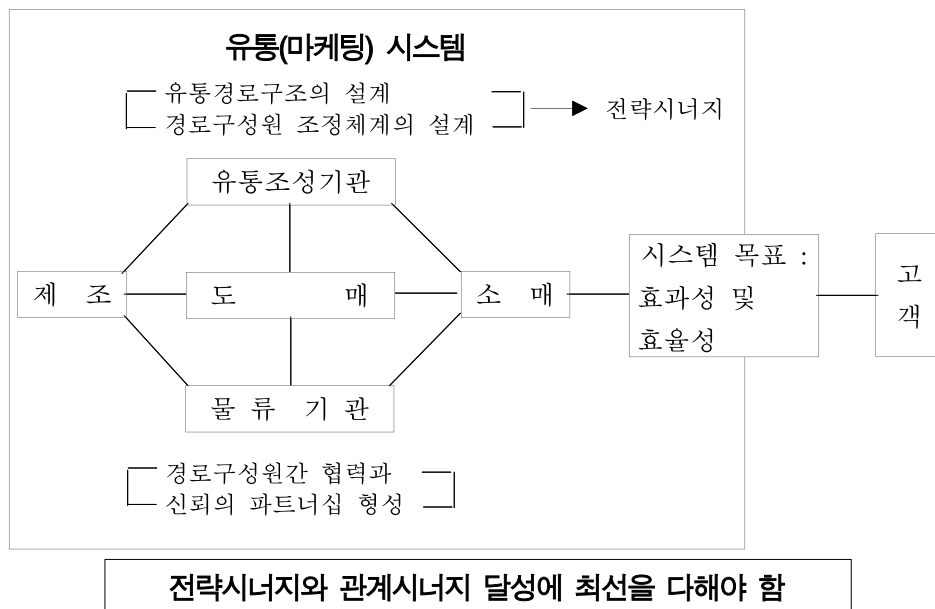 유통(마케팅) 시스템
유통경로구조의 설계
경로구성원 조정체계의 설계
전략시너지
유통조성기관
제 조
도 매
소 매
시스템 목표 :
효과성 및
효율성
고
객
물 류 기 관
경로구성원간 협력과
신뢰의 파트너십 형성
전략시너지와 관계시너지 달성에 최선을 다해야 함